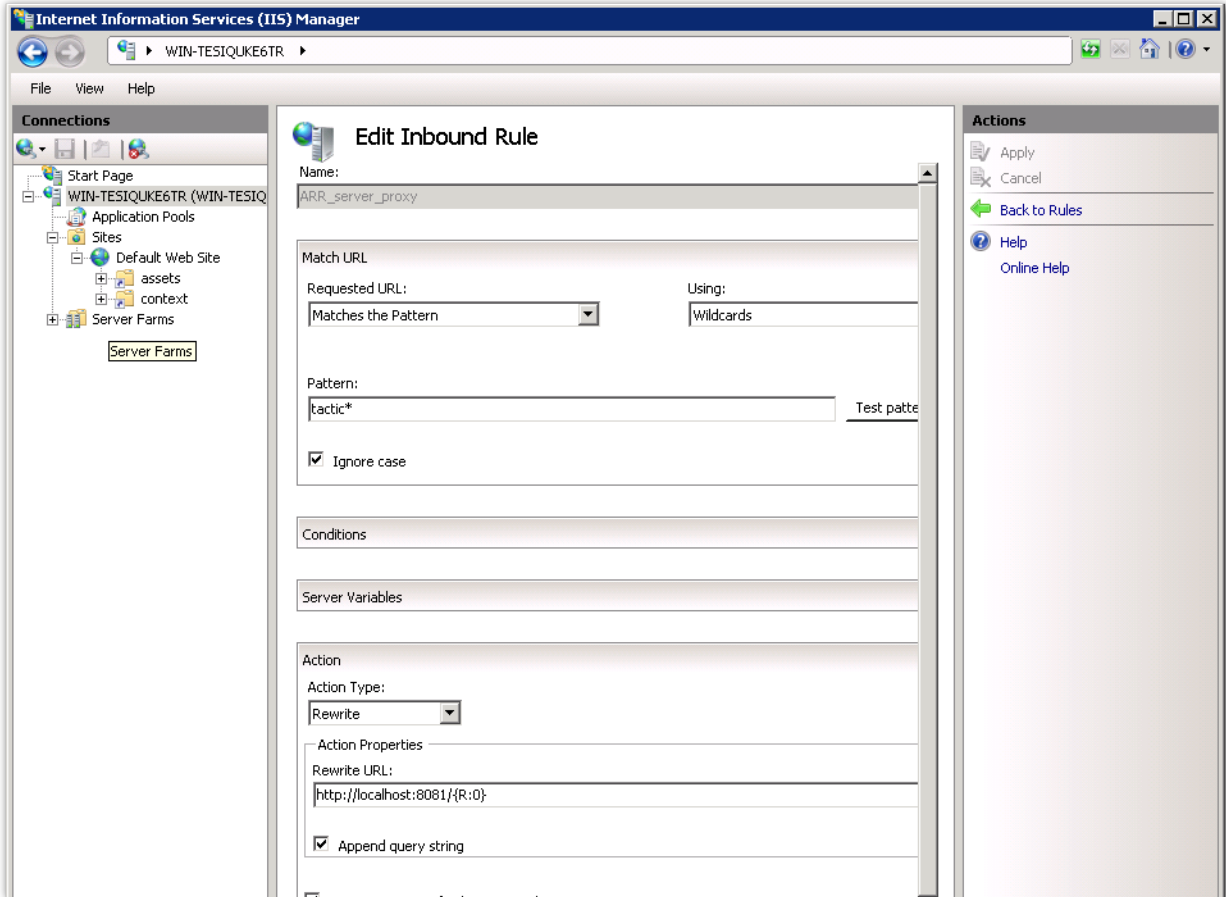 Internet Information Services (IIS) Manager
WIN-TESIQUKE6TR
File View Help
Connections
Start Page
WIN-TESIQUKE6TR (WIN-TESIQ
Application Pools
Sites
Default Web Site
assets
context
Server Farms
Server Farms
Edit Inbound Rule
Name:
ARR_server_proxy
Match URL
Requested URL: Using:
Matches the Pattern Wildcards
Pattern:
tactic* Test patte
Ignore case
Conditions
Server Variables
Action
Action Type:
Rewrite
Action Properties
Rewrite URL:
http://localhost:8081/{R:0}
Append query string
Actions
Apply
Cancel
Back to Rules
Help
Online Help